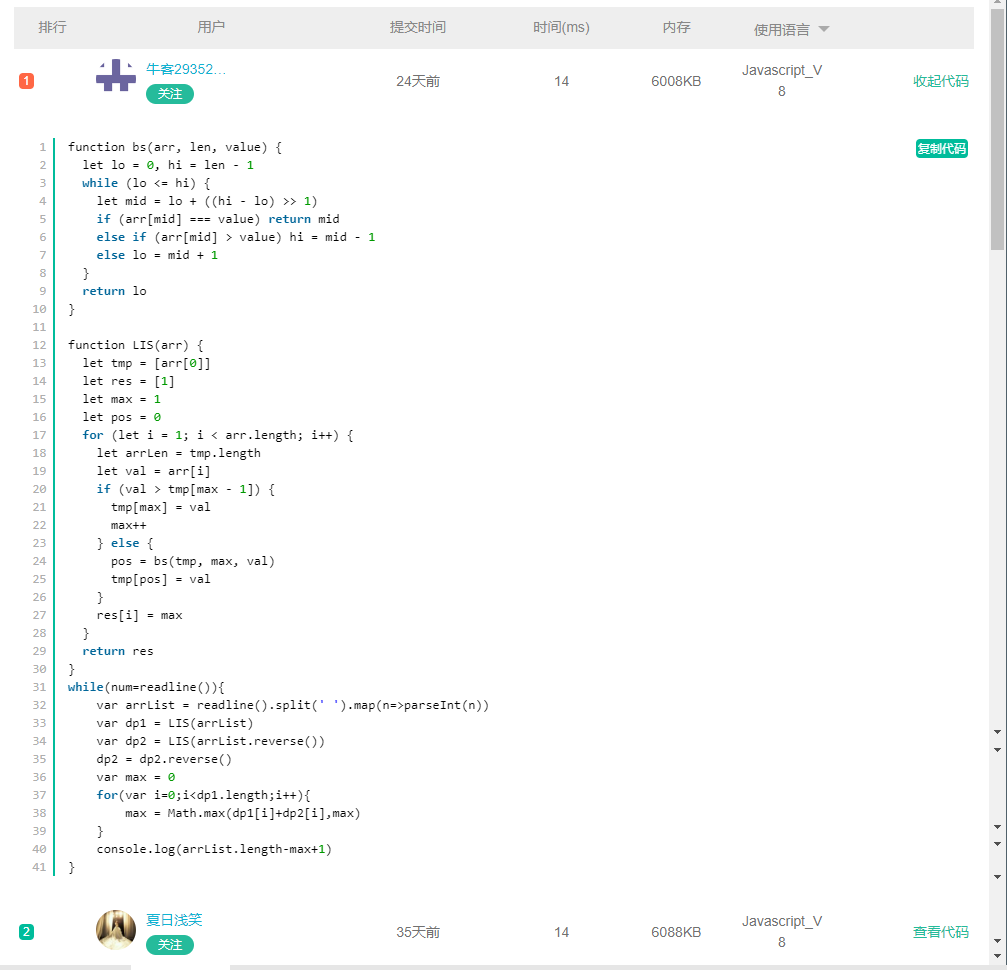 排行 用户 提交时间 时间(ms) 内存 使用语言
1 牛客29352... 关注 24天前 14 6008KB Javascript_V8 收起代码
复制代码
1 function bs(arr, len, value) {
2   let lo = 0, hi = len - 1
3   while (lo <= hi) {
4     let mid = lo + ((hi - lo) >> 1)
5     if (arr[mid] === value) return mid
6     else if (arr[mid] > value) hi = mid - 1
7     else lo = mid + 1
8   }
9   return lo
10 }
11
12 function LIS(arr) {
13   let tmp = [arr[0]]
14   let res = [1]
15   let max = 1
16   let pos = 0
17   for (let i = 1; i < arr.length; i++) {
18     let arrLen = tmp.length
19     let val = arr[i]
20     if (val > tmp[max - 1]) {
21       tmp[max] = val
22       max++
23     } else {
24       pos = bs(tmp, max, val)
25       tmp[pos] = val
26     }
27     res[i] = max
28   }
29   return res
30 }
31 while(num=readline()){
32     var arrList = readline().split(' ').map(n=>parseInt(n))
33     var dp1 = LIS(arrList)
34     var dp2 = LIS(arrList.reverse())
35     dp2 = dp2.reverse()
36     var max = 0
37     for(var i=0;i<dp1.length;i++){
38         max = Math.max(dp1[i]+dp2[i],max)
39     }
40     console.log(arrList.length-max+1)
41 }
2 夏日浅笑 关注 35天前 14 6088KB Javascript_V8 查看代码